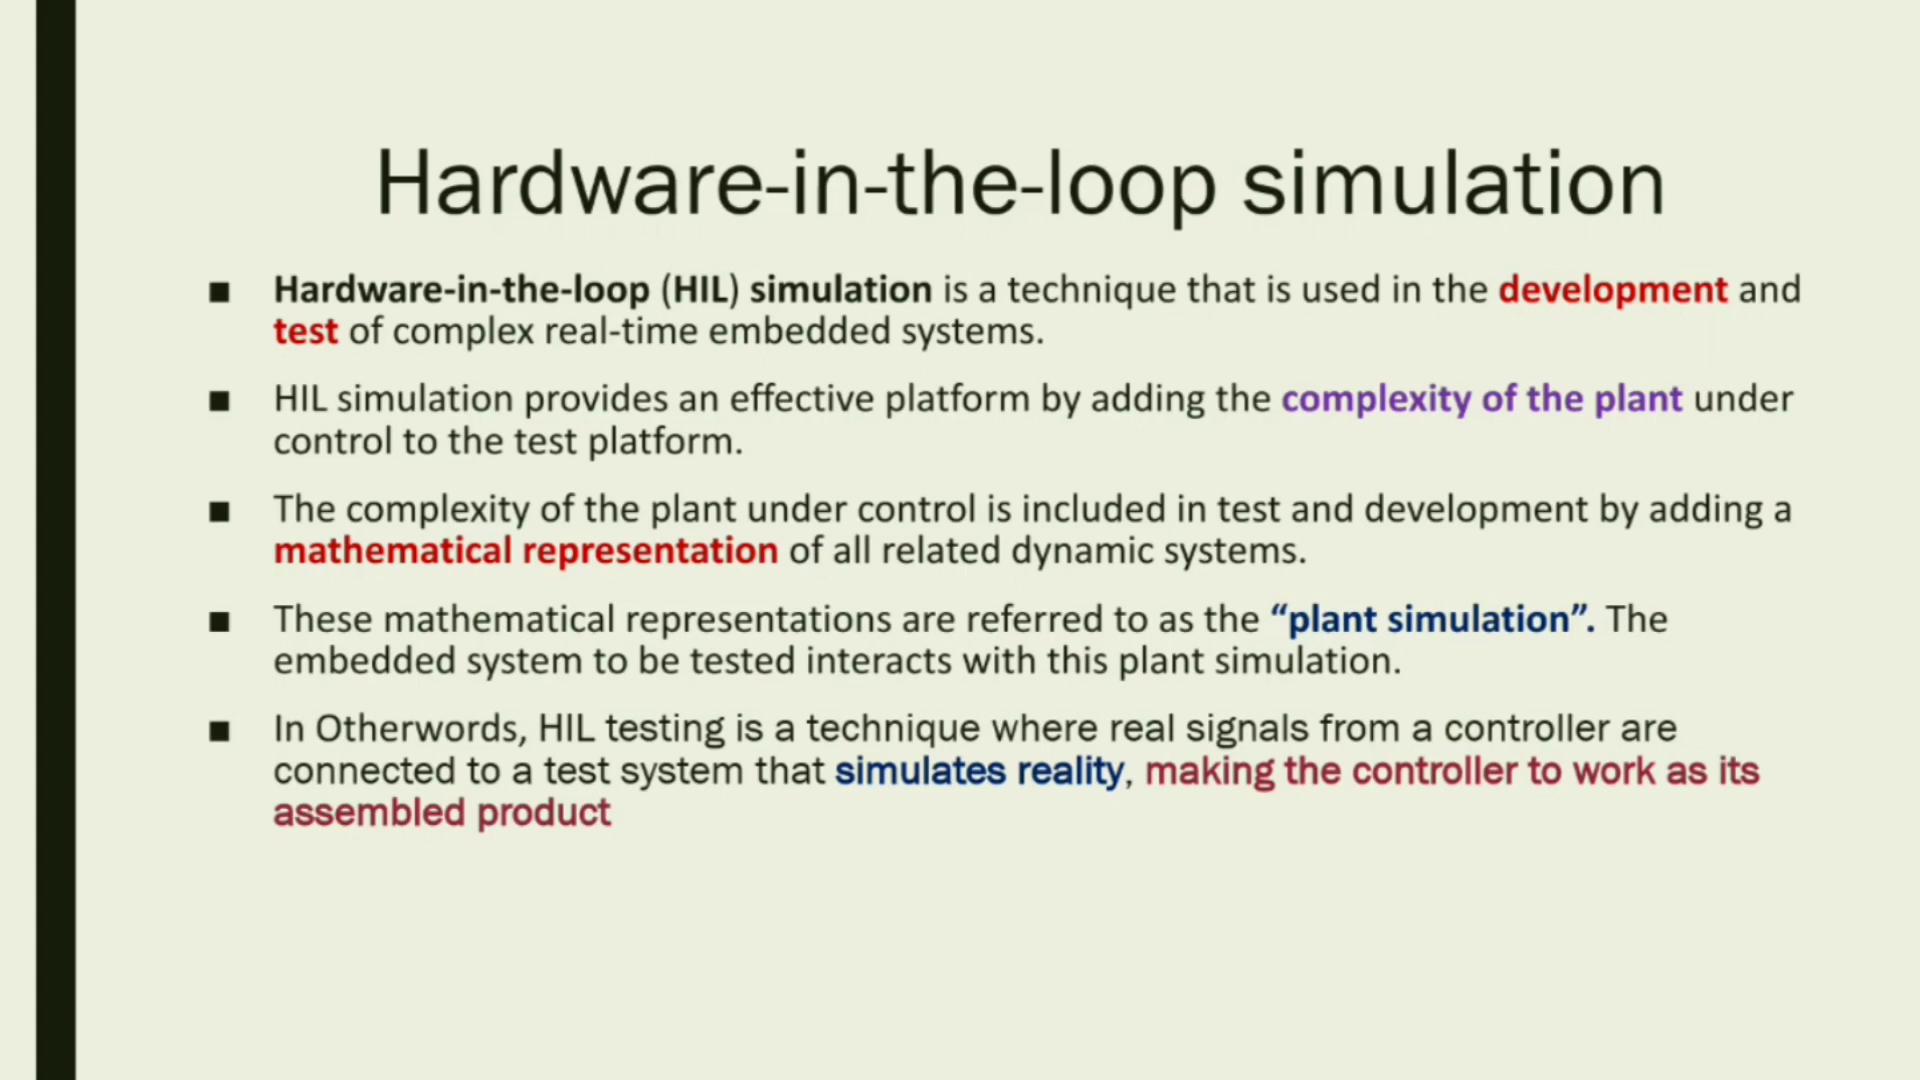 Hardware-in-the-loop simulation
■ Hardware-in-the-loop (HIL) simulation is a technique that is used in the development and
test of complex real-time embedded systems.
■ HIL simulation provides an effective platform by adding the complexity of the plant under
control to the test platform.
■ The complexity of the plant under control is included in test and development by adding a
mathematical representation of all related dynamic systems.
■ These mathematical representations are referred to as the “plant simulation”. The
embedded system to be tested interacts with this plant simulation.
■ In Otherwords, HIL testing is a technique where real signals from a controller are
connected to a test system that simulates reality, making the controller to work as its
assembled product